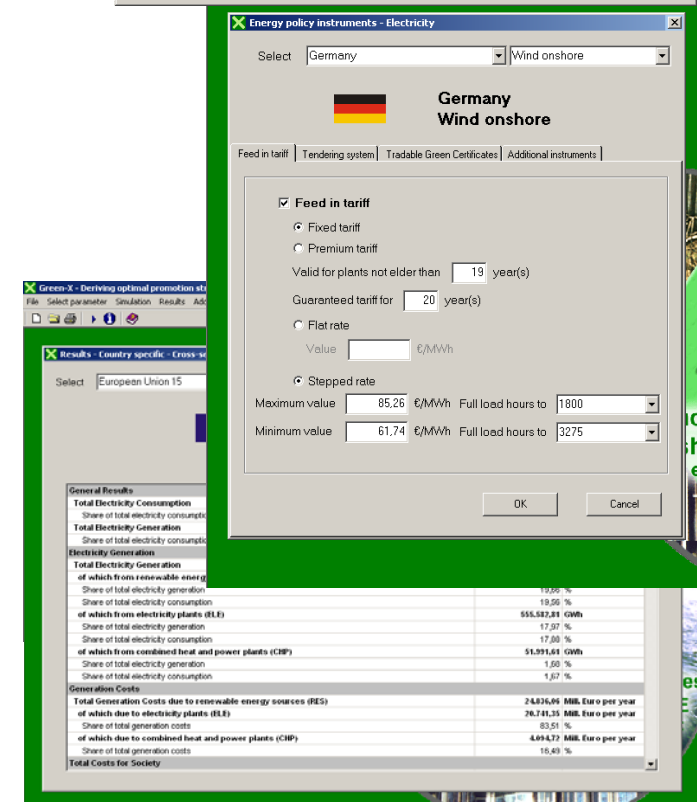 Energy policy instruments - Electricity
Select Germany Wind onshore
Germany
Wind onshore
Feed in tariff Tendering system Tradable Green Certificates Additional instruments
Feed in tariff
Fixed tariff
Premium tariff
Valid for plants not elder than 19 year(s)
Guaranteed tariff for 20 year(s)
Flat rate
Value €/MWh
Stepped rate
Maximum value 85,26 €/MWh Full load hours to 1800
Minimum value 61,74 €/MWh Full load hours to 3275
OK Cancel
Green-X - Deriving optimal promotion
File Select parameter Simulation Results
Results - Country specific -
Select European Union 15
General Results
Total Electricity Consumption
Share of total electricity
Total Electricity Generation
Share of total electricity
Electricity Generation
Total Electricity Generation
of which from renewable
Share of total electricity generation 19,66 %
Share of total electricity consumption 19,56 %
of which from electricity plants (ELE) 555.582,81 GWh
Share of total electricity generation 17,97 %
Share of total electricity consumption 17,88 %
of which from combined heat and power plants (CHP) 51.991,61 GWh
Share of total electricity generation 1,68 %
Share of total electricity consumption 1,67 %
Generation Costs
Total Generation Costs due to renewable energy sources (RES) 24.836,06 Mill. Euro per year
of which due to electricity plants (ELE) 20.741,35 Mill. Euro per year
Share of total generation costs 83,51 %
of which due to combined heat and power plants (CHP) 4.094,72 Mill. Euro per year
Share of total generation costs 16,49 %
Total Costs for Society